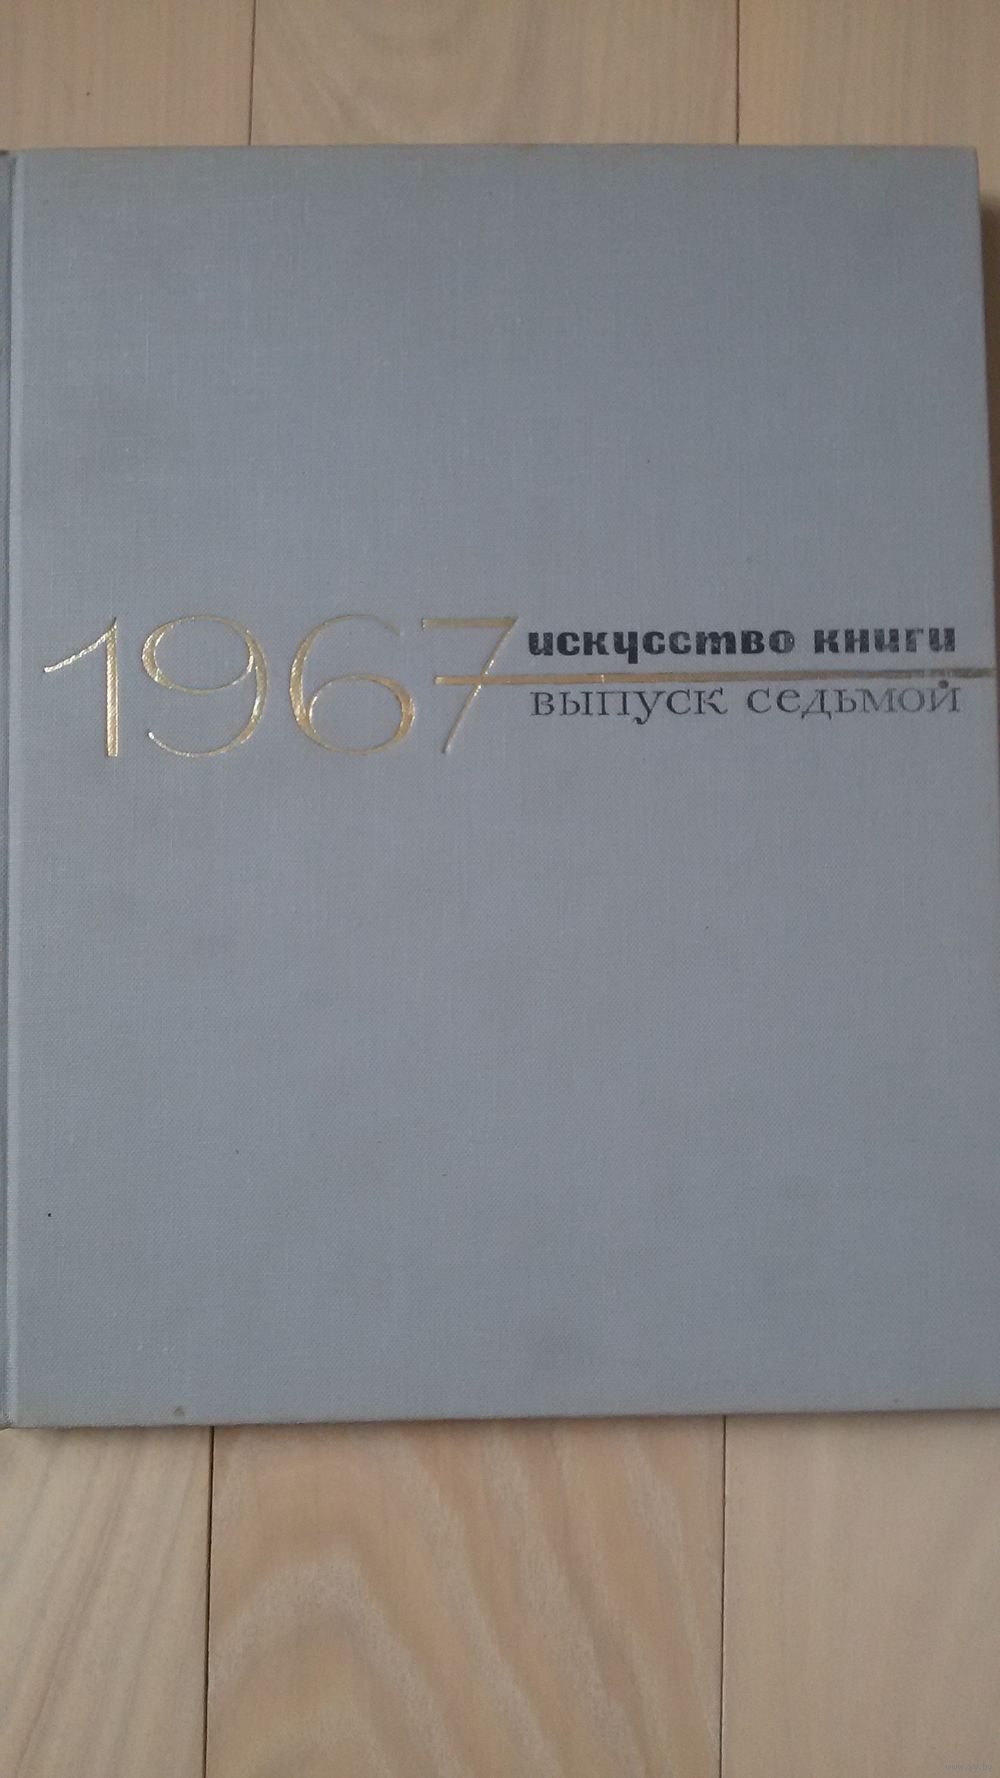 1967
искусство книги
выпуск седьмой